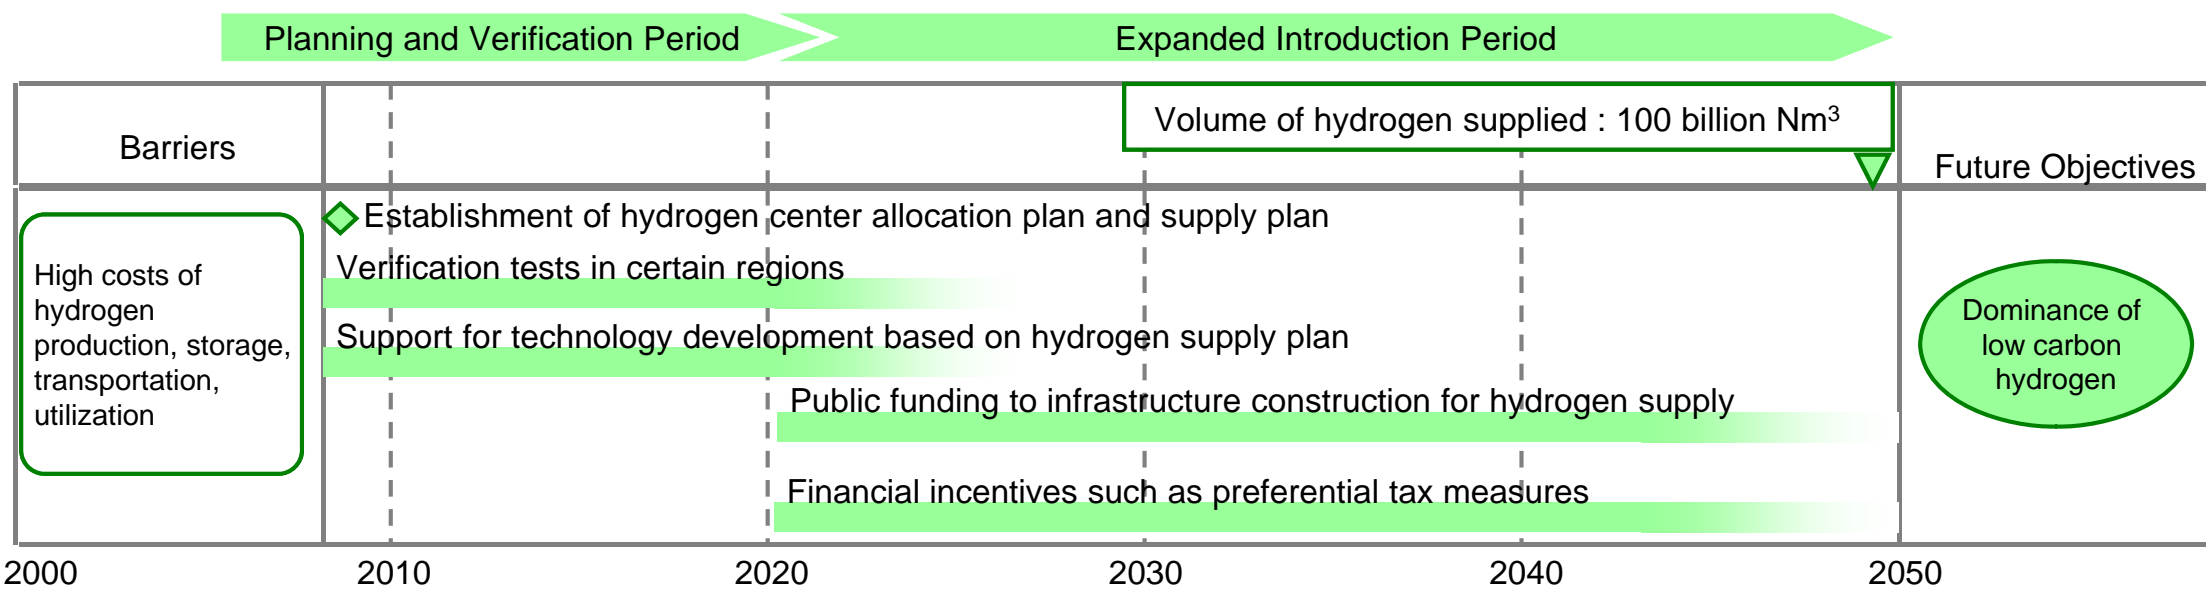 Planning and Verification Period
Expanded Introduction Period
Volume of hydrogen supplied : 100 billion Nm³
Barriers
Future Objectives
Establishment of hydrogen center allocation plan and supply plan
Verification tests in certain regions
High costs of
hydrogen
production, storage,
transportation,
utilization
Support for technology development based on hydrogen supply plan
Public funding to infrastructure construction for hydrogen supply
Financial incentives such as preferential tax measures
Dominance of
low carbon
hydrogen
2000
2010
2020
2030
2040
2050